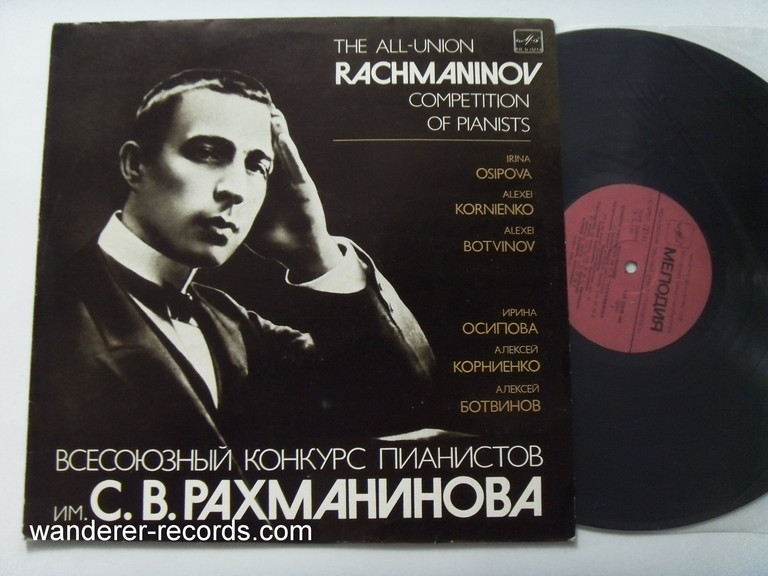 THE ALL-UNION
RACHMANINOV
COMPETITION
OF PIANISTS
IRINA
OSIPOVA
ALEXEI
KORNIENKO
ALEXEI
BOTVINOV
ИРИНА
ОСИПОВА
АЛЕКСЕЙ
КОРНИЕНКО
АЛЕКСЕЙ
БОТВИНОВ
ВСЕСОЮЗНЫЙ КОНКУРС ПИАНИСТОВ
ИМ. С. В. РАХМАНИНОВА
МЕЛОДИЯ
wanderer-records.com